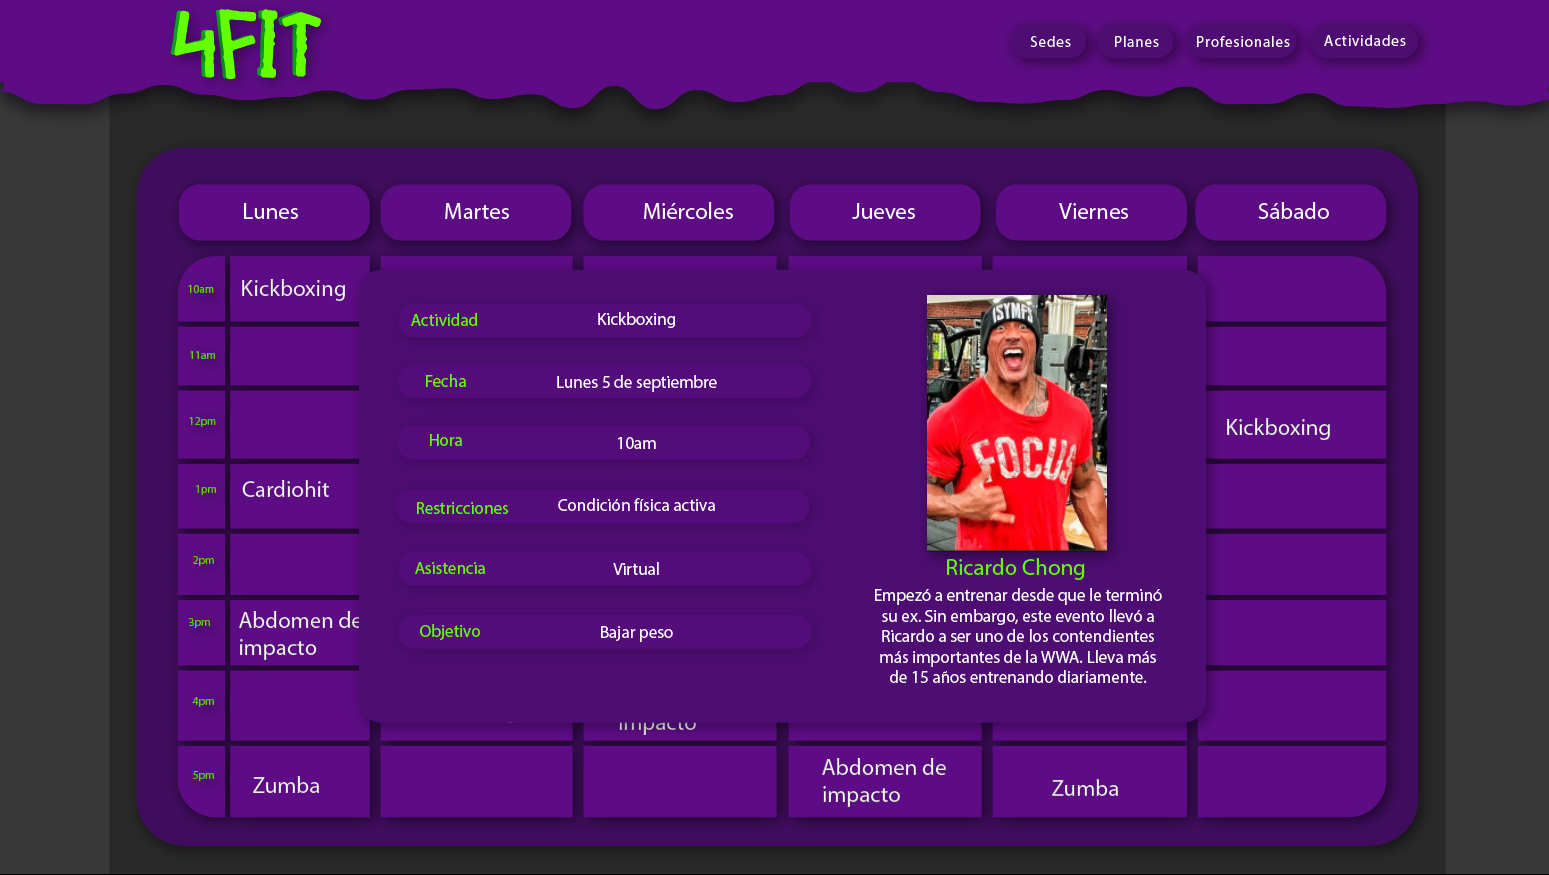 4FIT
Sedes Planes Profesionales Actividades
Lunes Martes Miércoles Jueves Viernes Sábado
10am Kickboxing
11am
12pm Kickboxing
1pm Cardiohit
2pm
3pm Abdomen de
impacto
4pm
impacto
5pm Zumba
Abdomen de
impacto
Zumba
Actividad Kickboxing
Fecha Lunes 5 de septiembre
Hora 10am
Restricciones Condición física activa
Asistencia Virtual
Objetivo Bajar peso
ISYMFS
FOCUS
Ricardo Chong
Empezó a entrenar desde que le terminó
su ex. Sin embargo, este evento llevó a
Ricardo a ser uno de los contendientes
más importantes de la WWA. Lleva más
de 15 años entrenando diariamente.